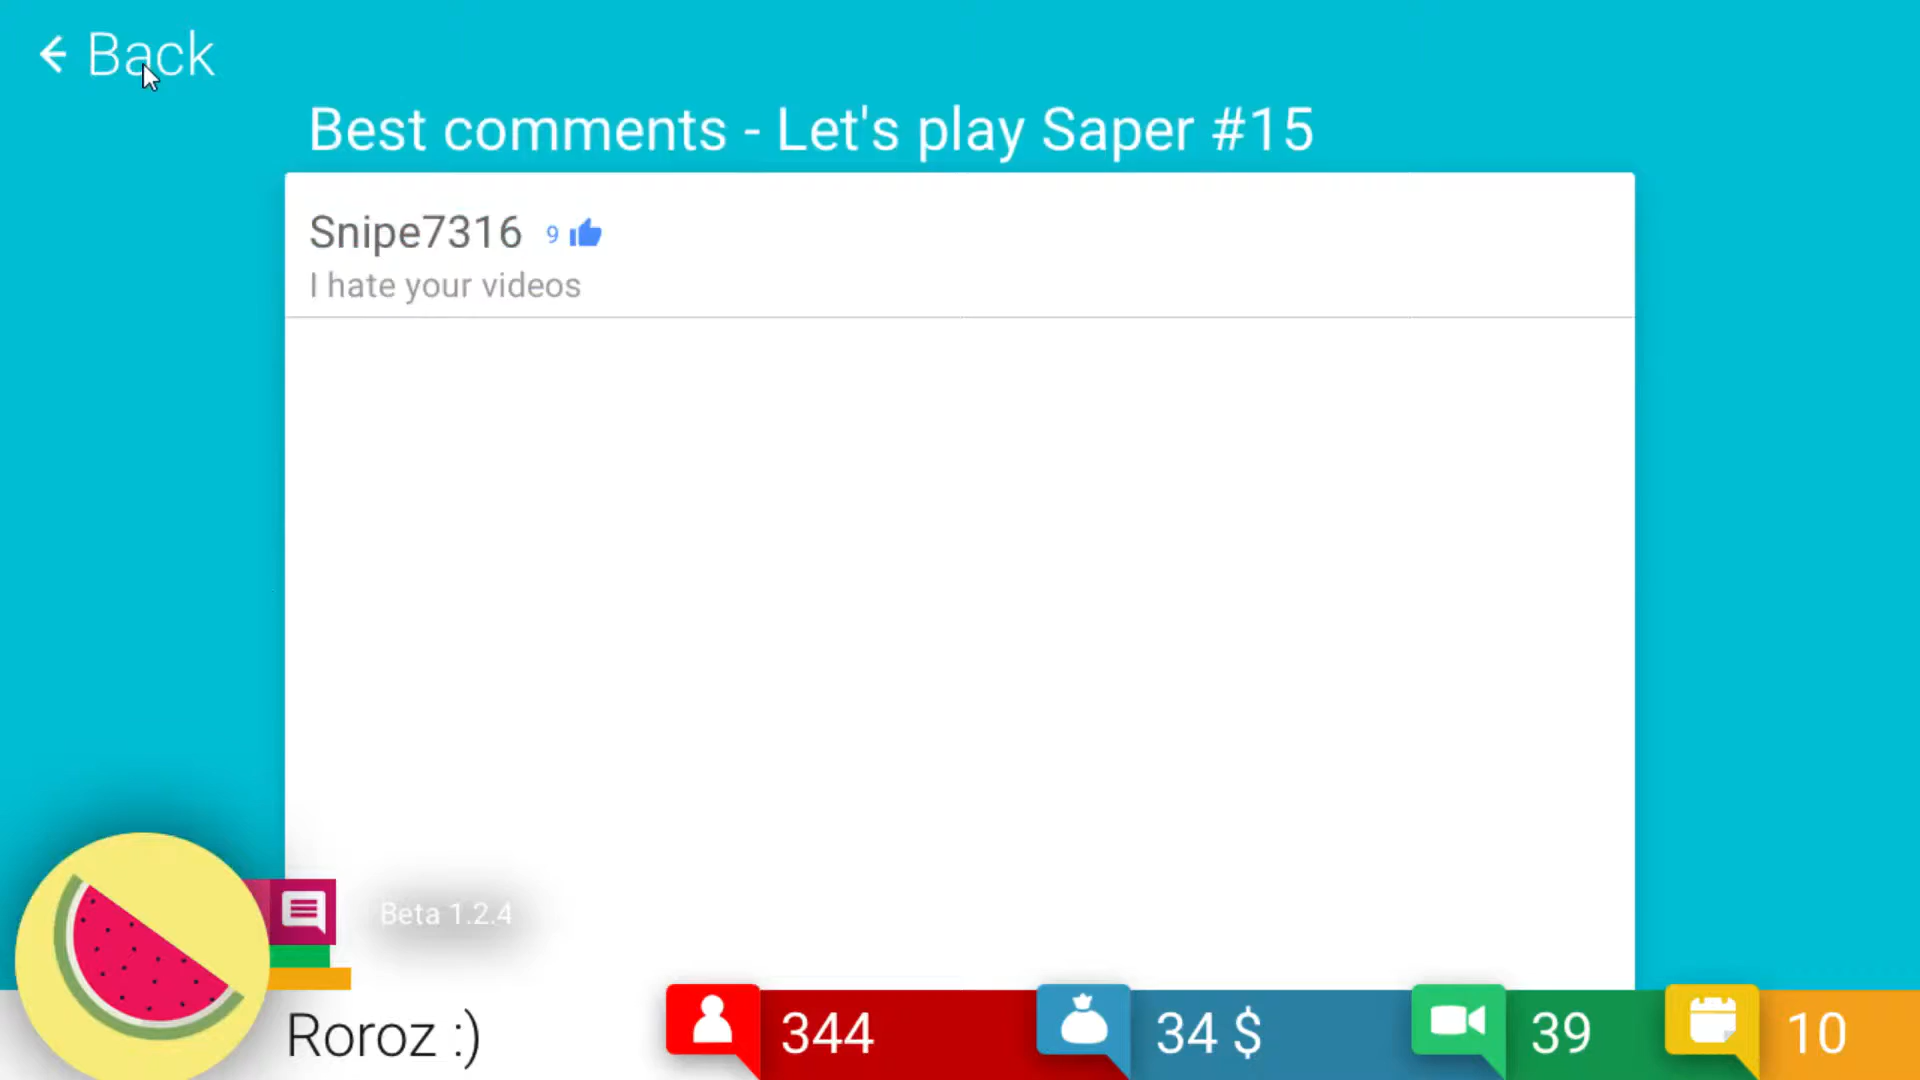 Back
Best comments - Let's play Saper #15
Snipe7316 9
I hate your videos
Beta 1.2.4
Roroz :)
344
34 $
39
10